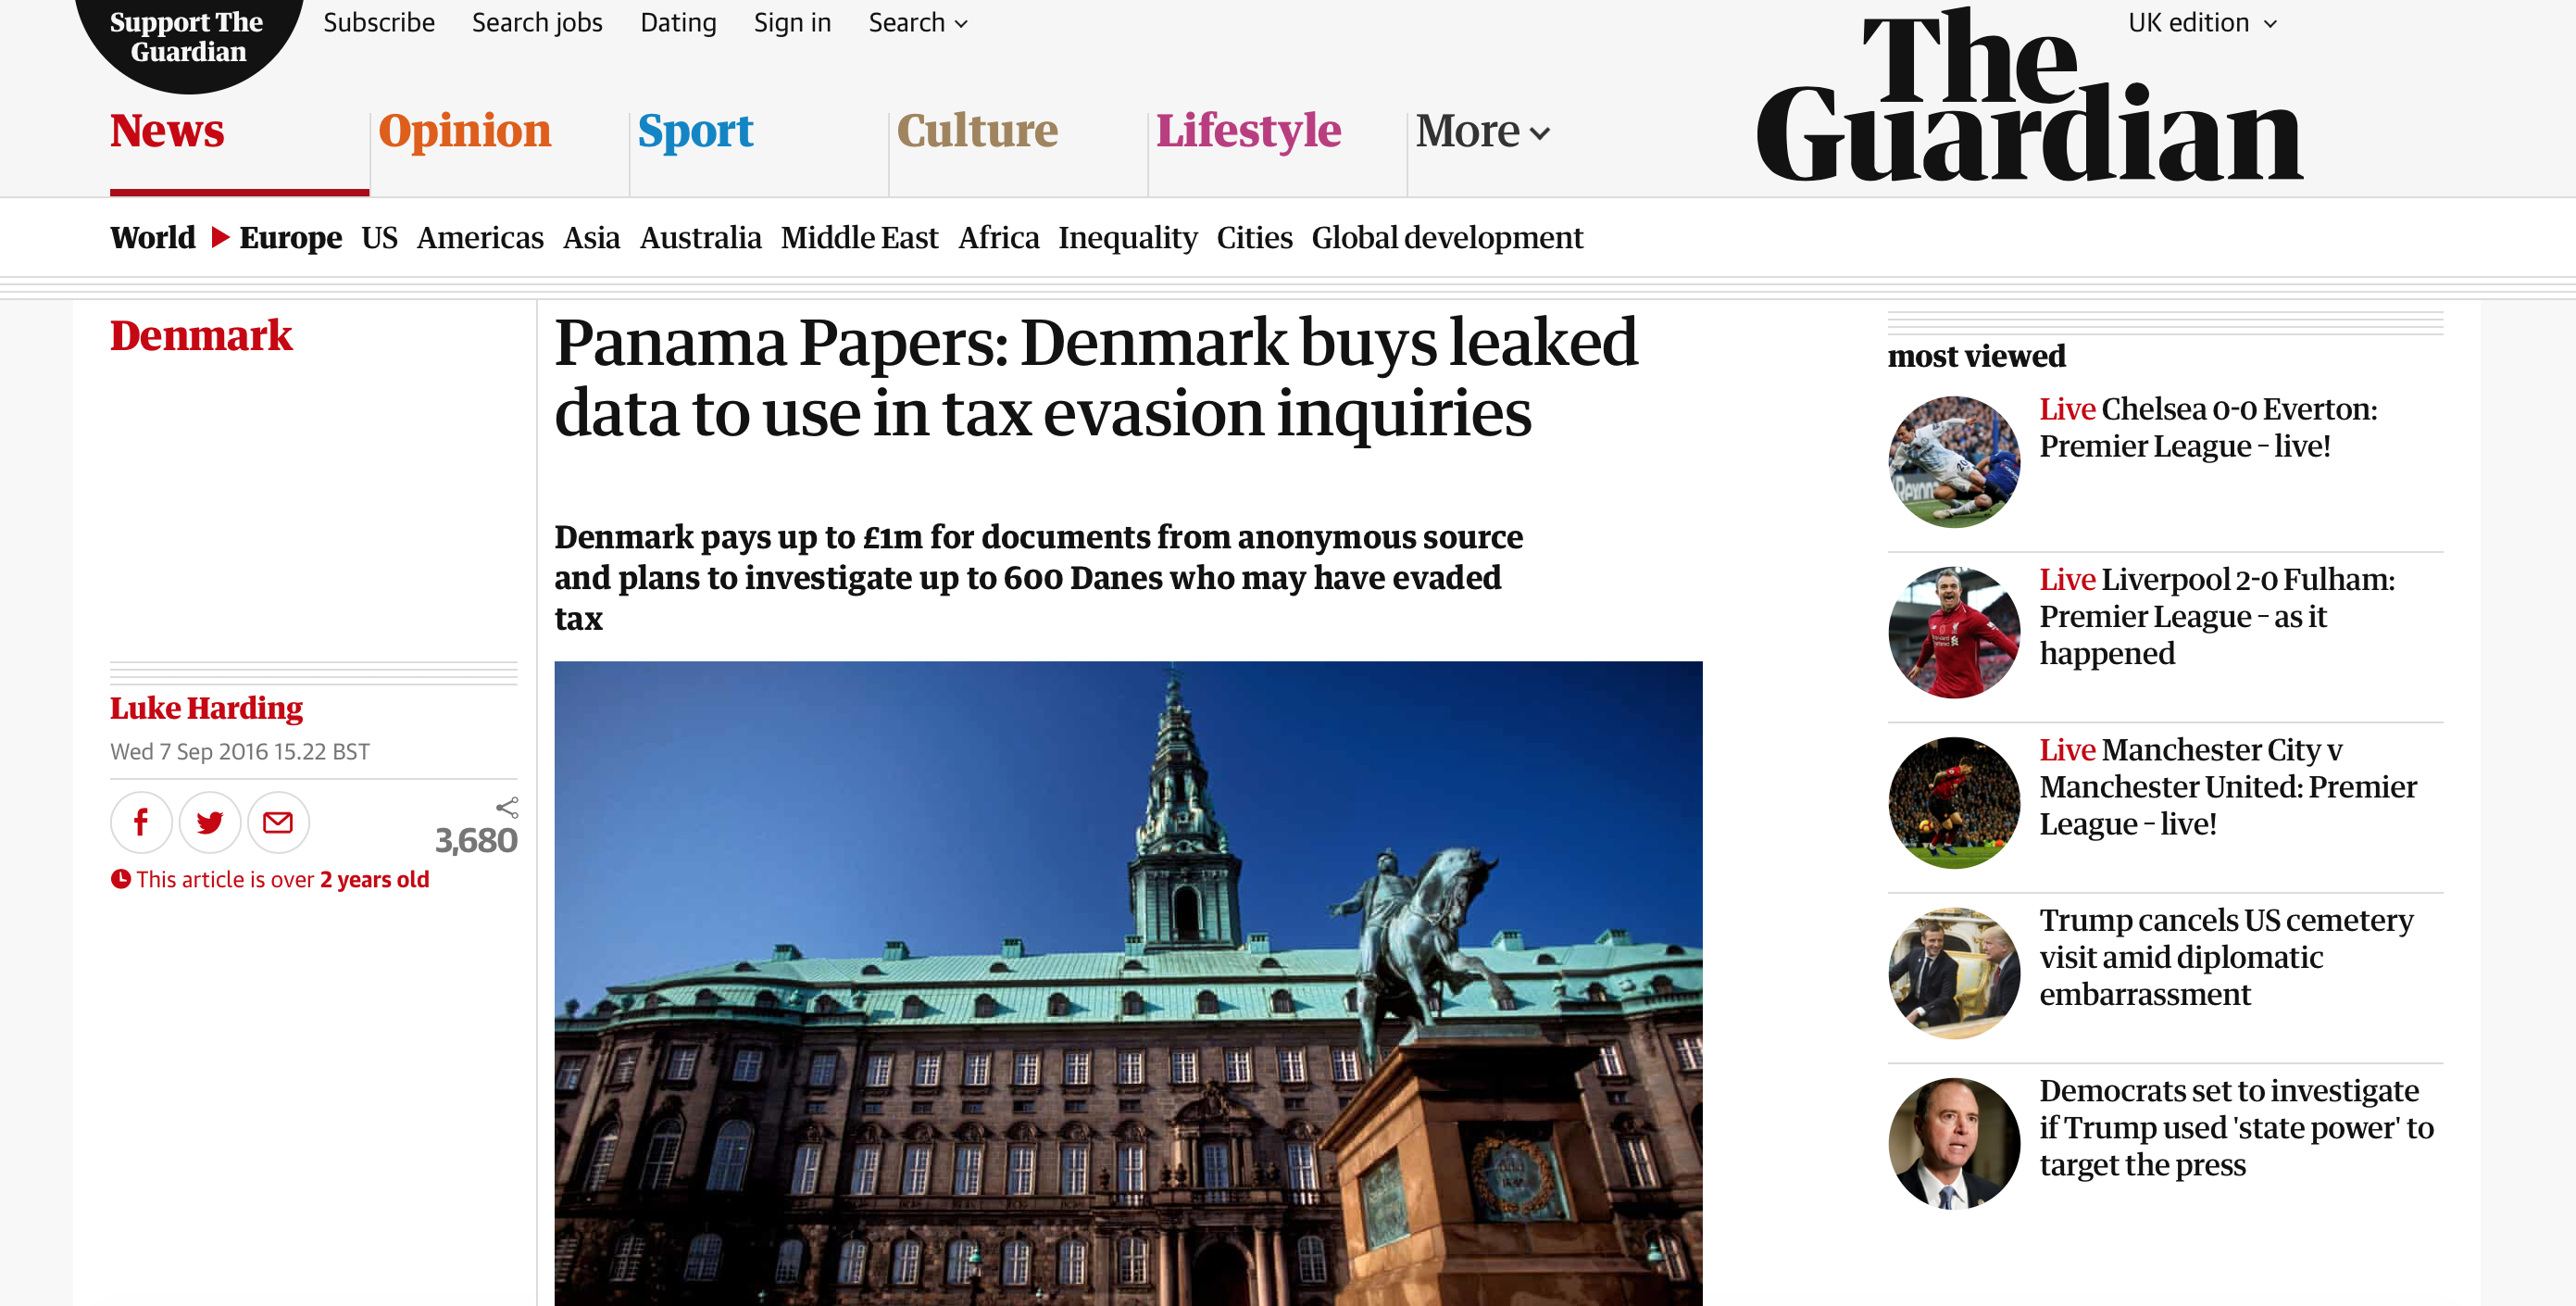 Support The
Guardian
Subscribe
Search jobs
Dating
Sign in
Search
UK edition
The
Guardian
News
Opinion
Sport
Culture
Lifestyle
More
World
Europe
US
Americas
Asia
Australia
Middle East
Africa
Inequality
Cities
Global development
Denmark
Panama Papers: Denmark buys leaked
data to use in tax evasion inquiries
Denmark pays up to £1m for documents from anonymous source
and plans to investigate up to 600 Danes who may have evaded
tax
Luke Harding
Wed 7 Sep 2016 15.22 BST
3,680
This article is over 2 years old
most viewed
Live Chelsea 0-0 Everton:
Premier League – live!
Live Liverpool 2-0 Fulham:
Premier League – as it
happened
Live Manchester City v
Manchester United: Premier
League – live!
Trump cancels US cemetery
visit amid diplomatic
embarrassment
Democrats set to investigate
if Trump used 'state power' to
target the press